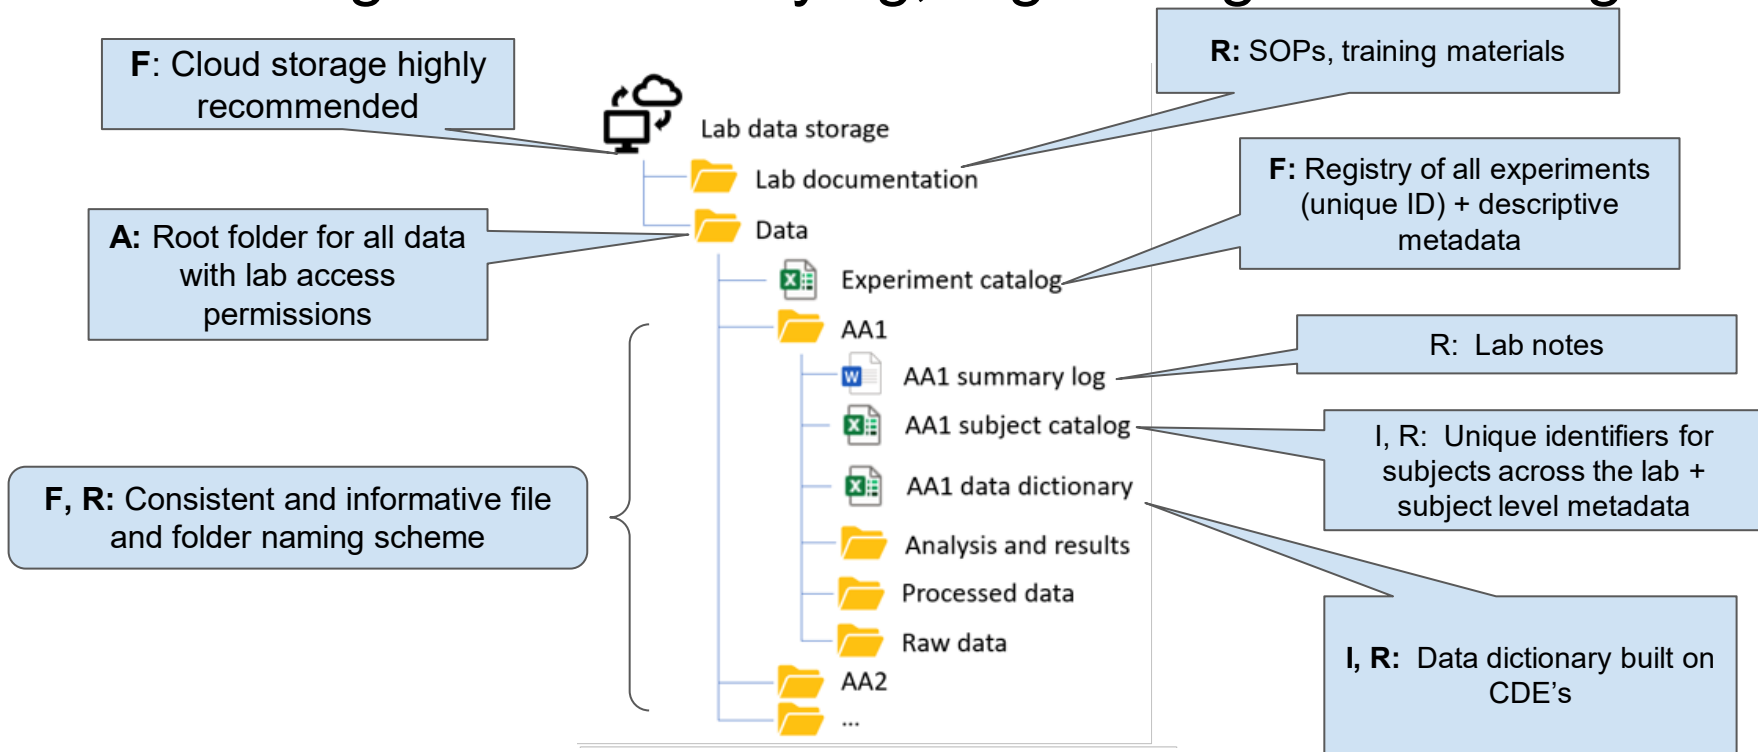 F: Cloud storage highly
recommended
R: SOPs, training materials
Lab data storage
Lab documentation
F: Registry of all experiments
(unique ID) + descriptive
metadata
A: Root folder for all data
with lab access
permissions
Data
Experiment catalog
AA1
R: Lab notes
AA1 summary log
AA1 subject catalog
I, R: Unique identifiers for
subjects across the lab +
subject level metadata
F, R: Consistent and informative file
and folder naming scheme
AA1 data dictionary
Analysis and results
Processed data
Raw data
I, R: Data dictionary built on
CDE's
AA2
...